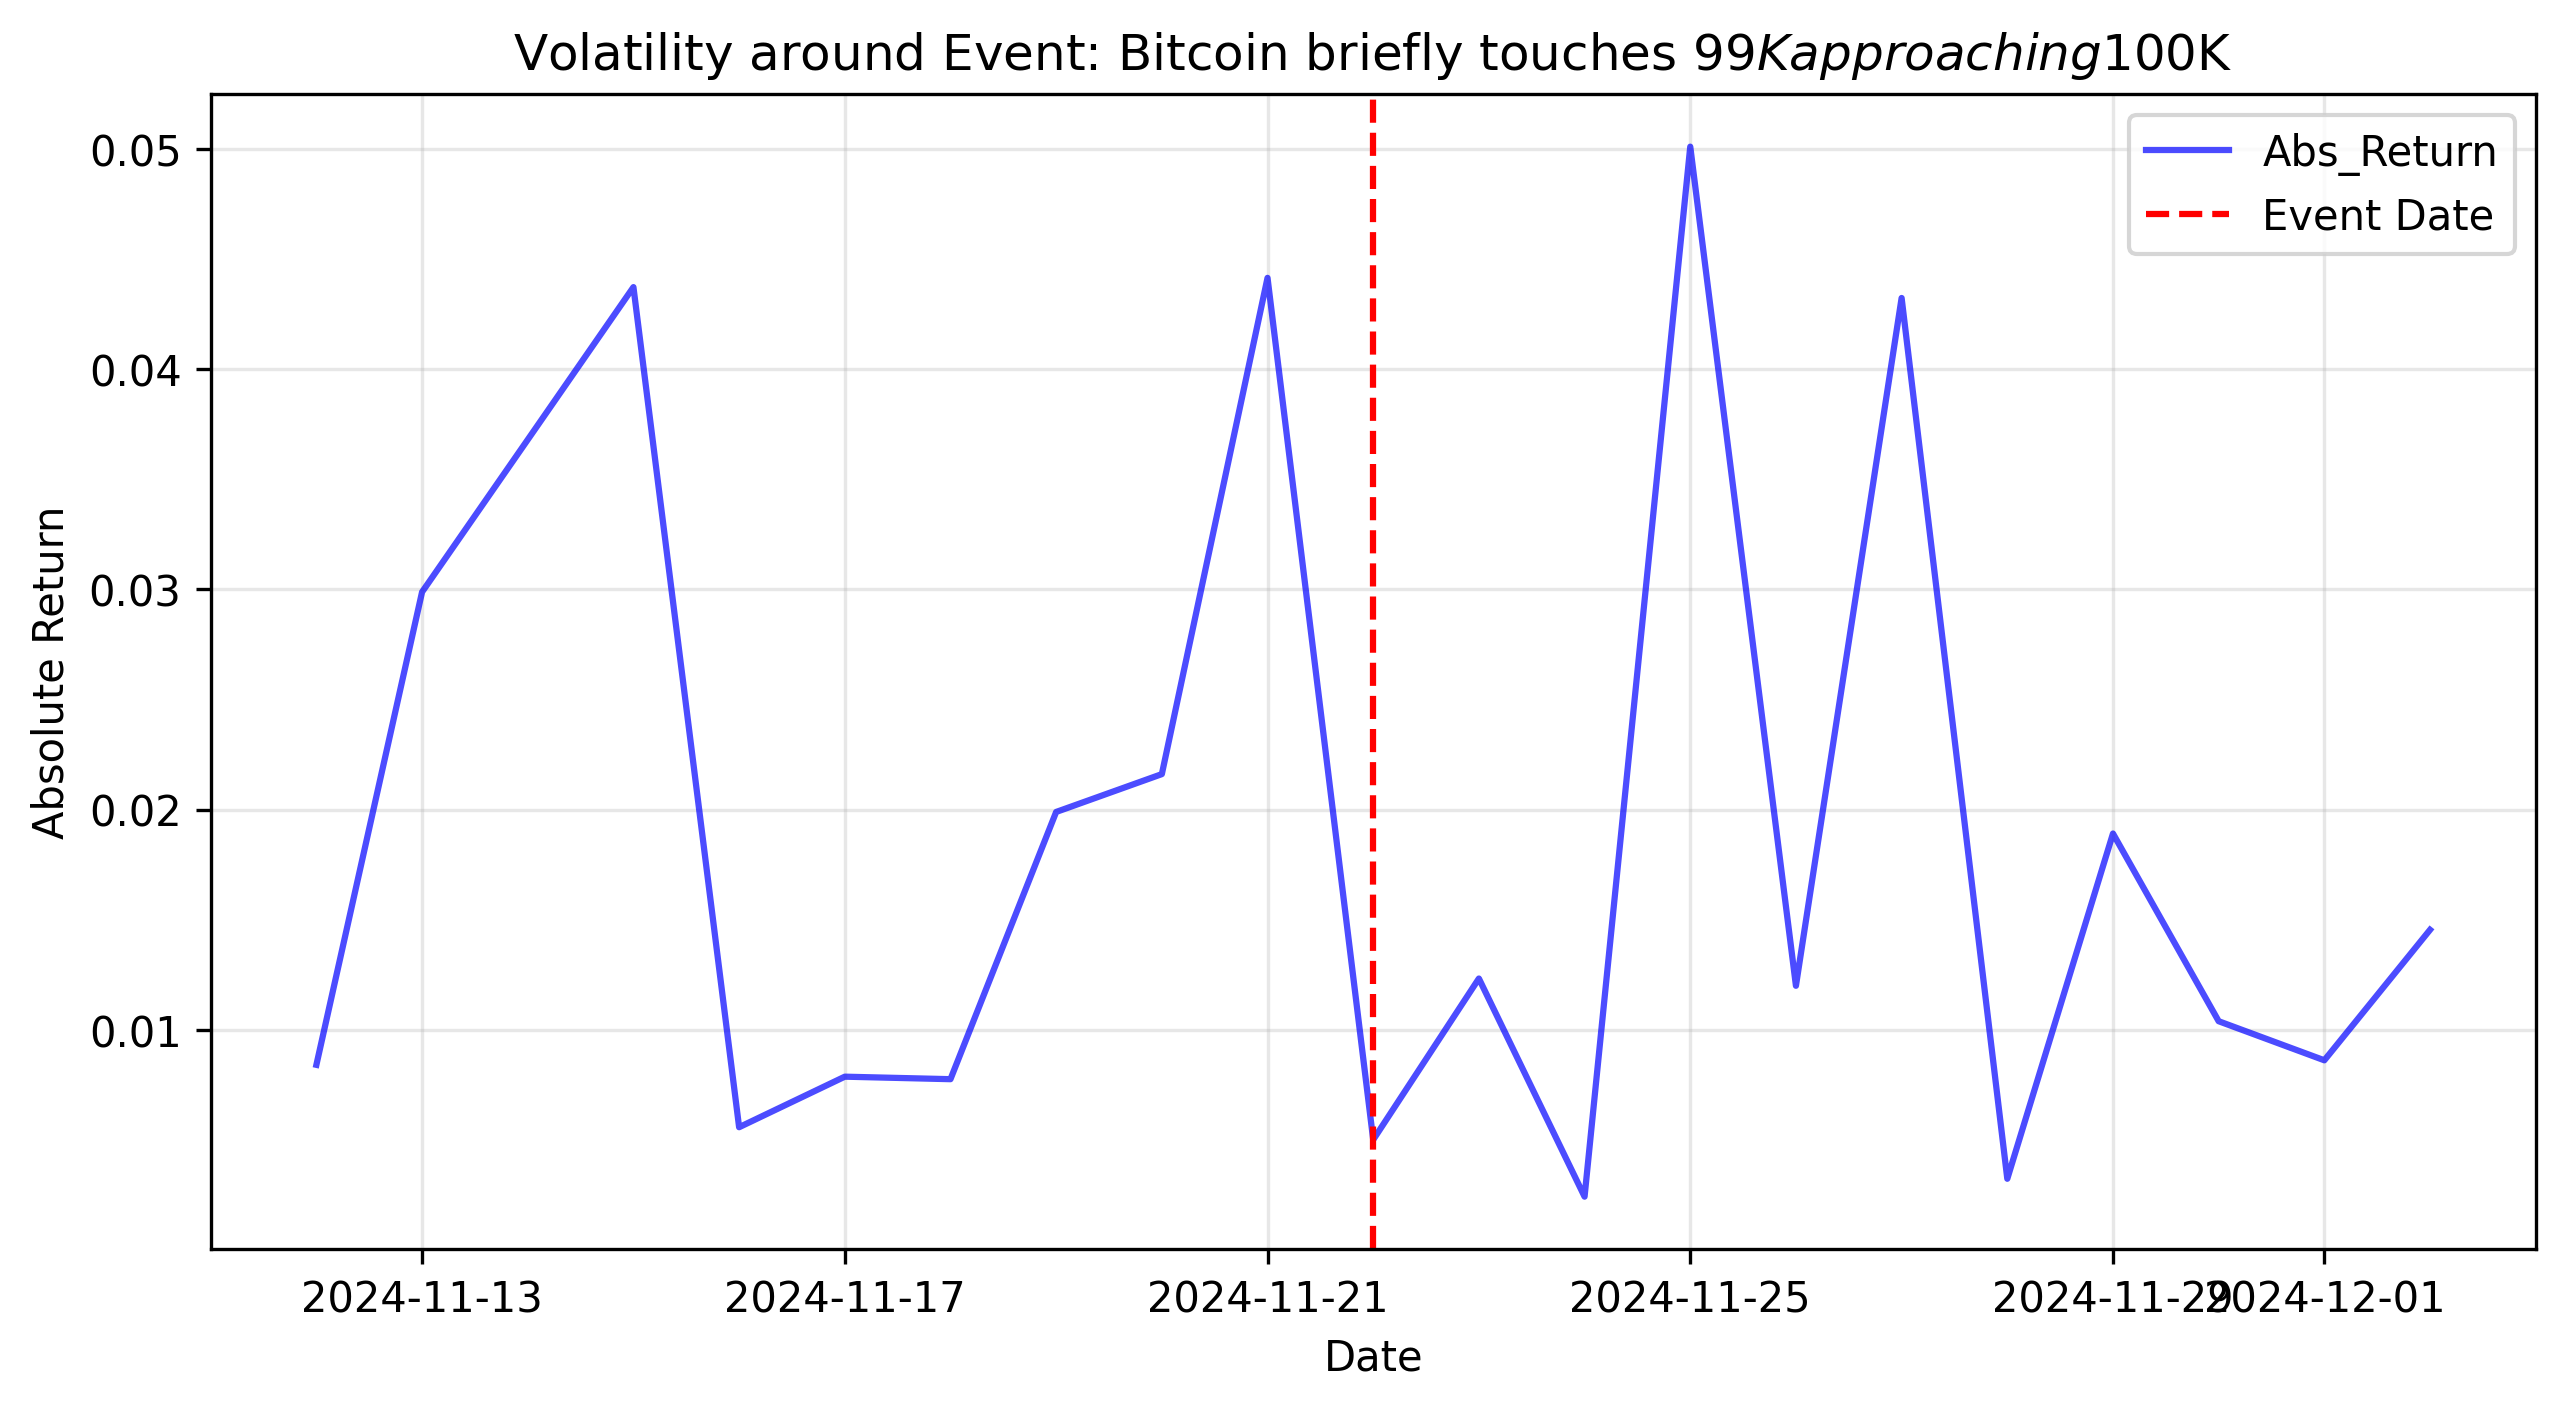 Volatility around Event: Bitcoin briefly touches 99Kapproaching100K
Abs_Return
Event Date
Absolute Return
0.05
0.04
0.03
0.02
0.01
2024-11-13 2024-11-17 2024-11-21 2024-11-25 2024-11-29 2024-12-01
Date